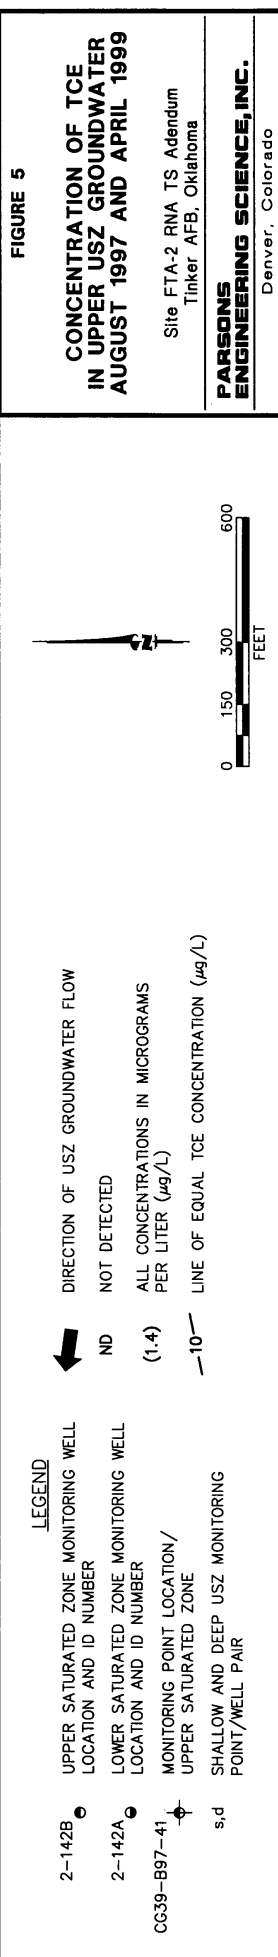 LEGEND
2-142B
UPPER SATURATED ZONE MONITORING WELL
LOCATION AND ID NUMBER
2-142A
LOWER SATURATED ZONE MONITORING WELL
LOCATION AND ID NUMBER
CG39-B97-41
MONITORING POINT LOCATION/
UPPER SATURATED ZONE
s,d
SHALLOW AND DEEP USZ MONITORING
POINT/WELL PAIR
DIRECTION OF USZ GROUNDWATER FLOW
ND
NOT DETECTED
(1.4)
ALL CONCENTRATIONS IN MICROGRAMS
PER LITER (µg/L)
—10—
LINE OF EQUAL TCE CONCENTRATION (µg/L)
N
0 150 300 600
FEET
FIGURE 5
CONCENTRATION OF TCE
IN UPPER USZ GROUNDWATER
AUGUST 1997 AND APRIL 1999
Site FTA-2 RNA TS Adendum
Tinker AFB, Oklahoma
PARSONS
ENGINEERING SCIENCE, INC.
Denver, Colorado